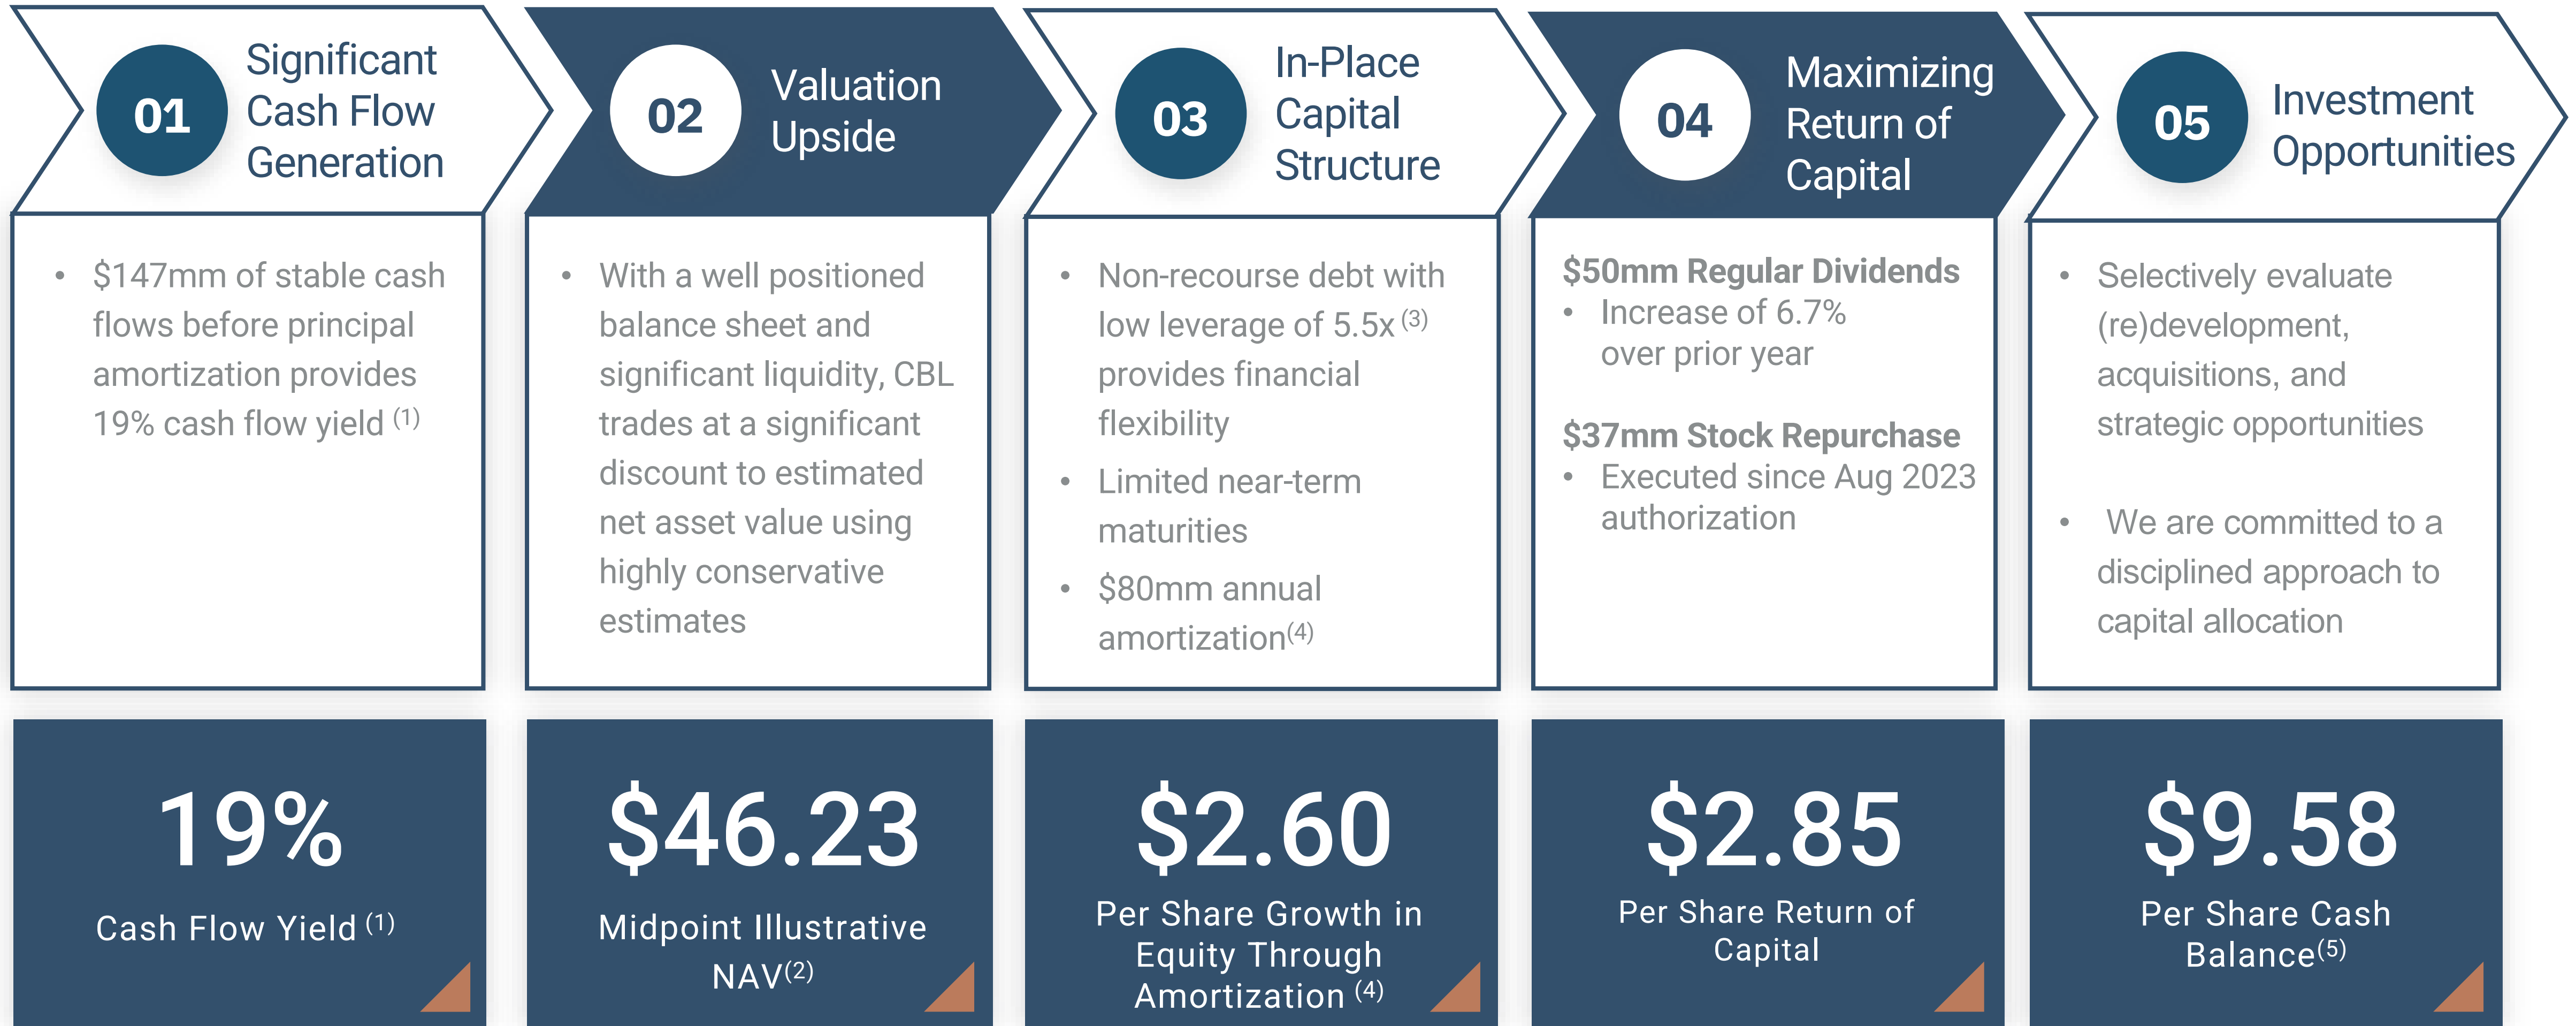 01
Significant
Cash Flow
Generation
• $147mm of stable cash
flows before principal
amortization provides
19% cash flow yield (1)
19%
Cash Flow Yield (1)
02
Valuation
Upside
• With a well positioned
balance sheet and
significant liquidity, CBL
trades at a significant
discount to estimated
net asset value using
highly conservative
estimates
$46.23
Midpoint Illustrative
NAV(2)
03
In-Place
Capital
Structure
• Non-recourse debt with
low leverage of 5.5x (3)
provides financial
flexibility
• Limited near-term
maturities
• $80mm annual
amortization(4)
$2.60
Per Share Growth in
Equity Through
Amortization (4)
04
Maximizing
Return of
Capital
$50mm Regular Dividends
• Increase of 6.7%
over prior year
$37mm Stock Repurchase
• Executed since Aug 2023
authorization
$2.85
Per Share Return of
Capital
05
Investment
Opportunities
• Selectively evaluate
(re)development,
acquisitions, and
strategic opportunities
• We are committed to a
disciplined approach to
capital allocation
$9.58
Per Share Cash
Balance(5)